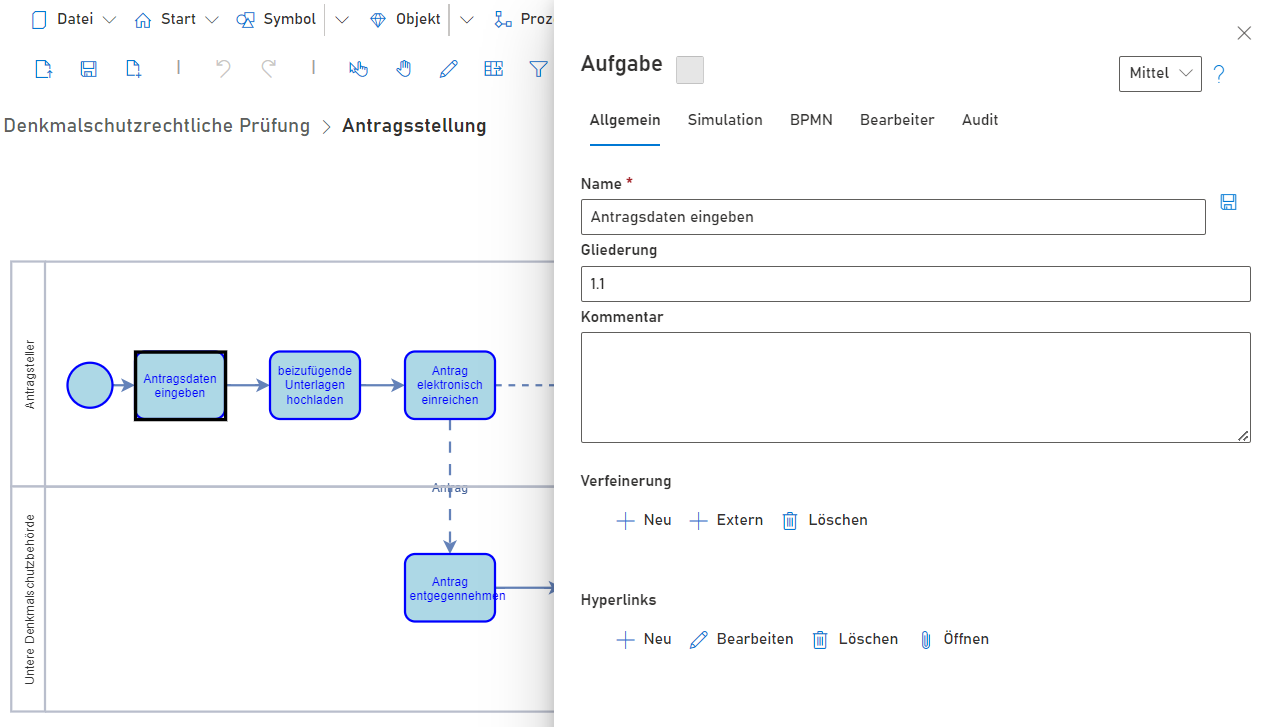 Datei
Start
Symbol
Objekt
Proz
Denkmalschutzrechtliche Prüfung > Antragsstellung
Antragsteller
Antragsdaten
eingeben
beizufügende
Unterlagen
hochladen
Antrag
elektronisch
einreichen
Antrag
Untere Denkmalschutzbehörde
Antrag
entgegennehmen
Aufgabe
Mittel
?
Allgemein Simulation BPMN Bearbeiter Audit
Name *
Antragsdaten eingeben
Gliederung
1.1
Kommentar
Verfeinerung
Neu Extern Löschen
Hyperlinks
Neu Bearbeiten Löschen Öffnen